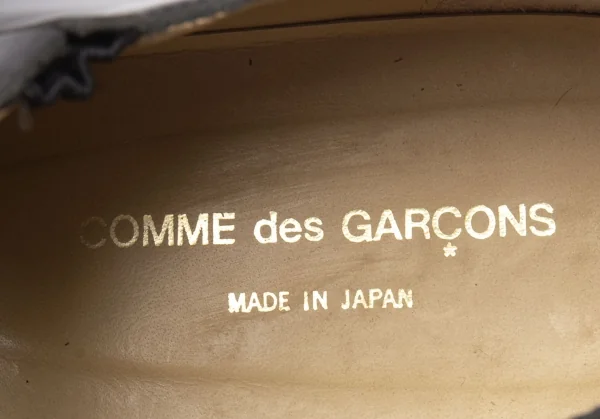 COMME des GARÇONS
*
MADE IN JAPAN